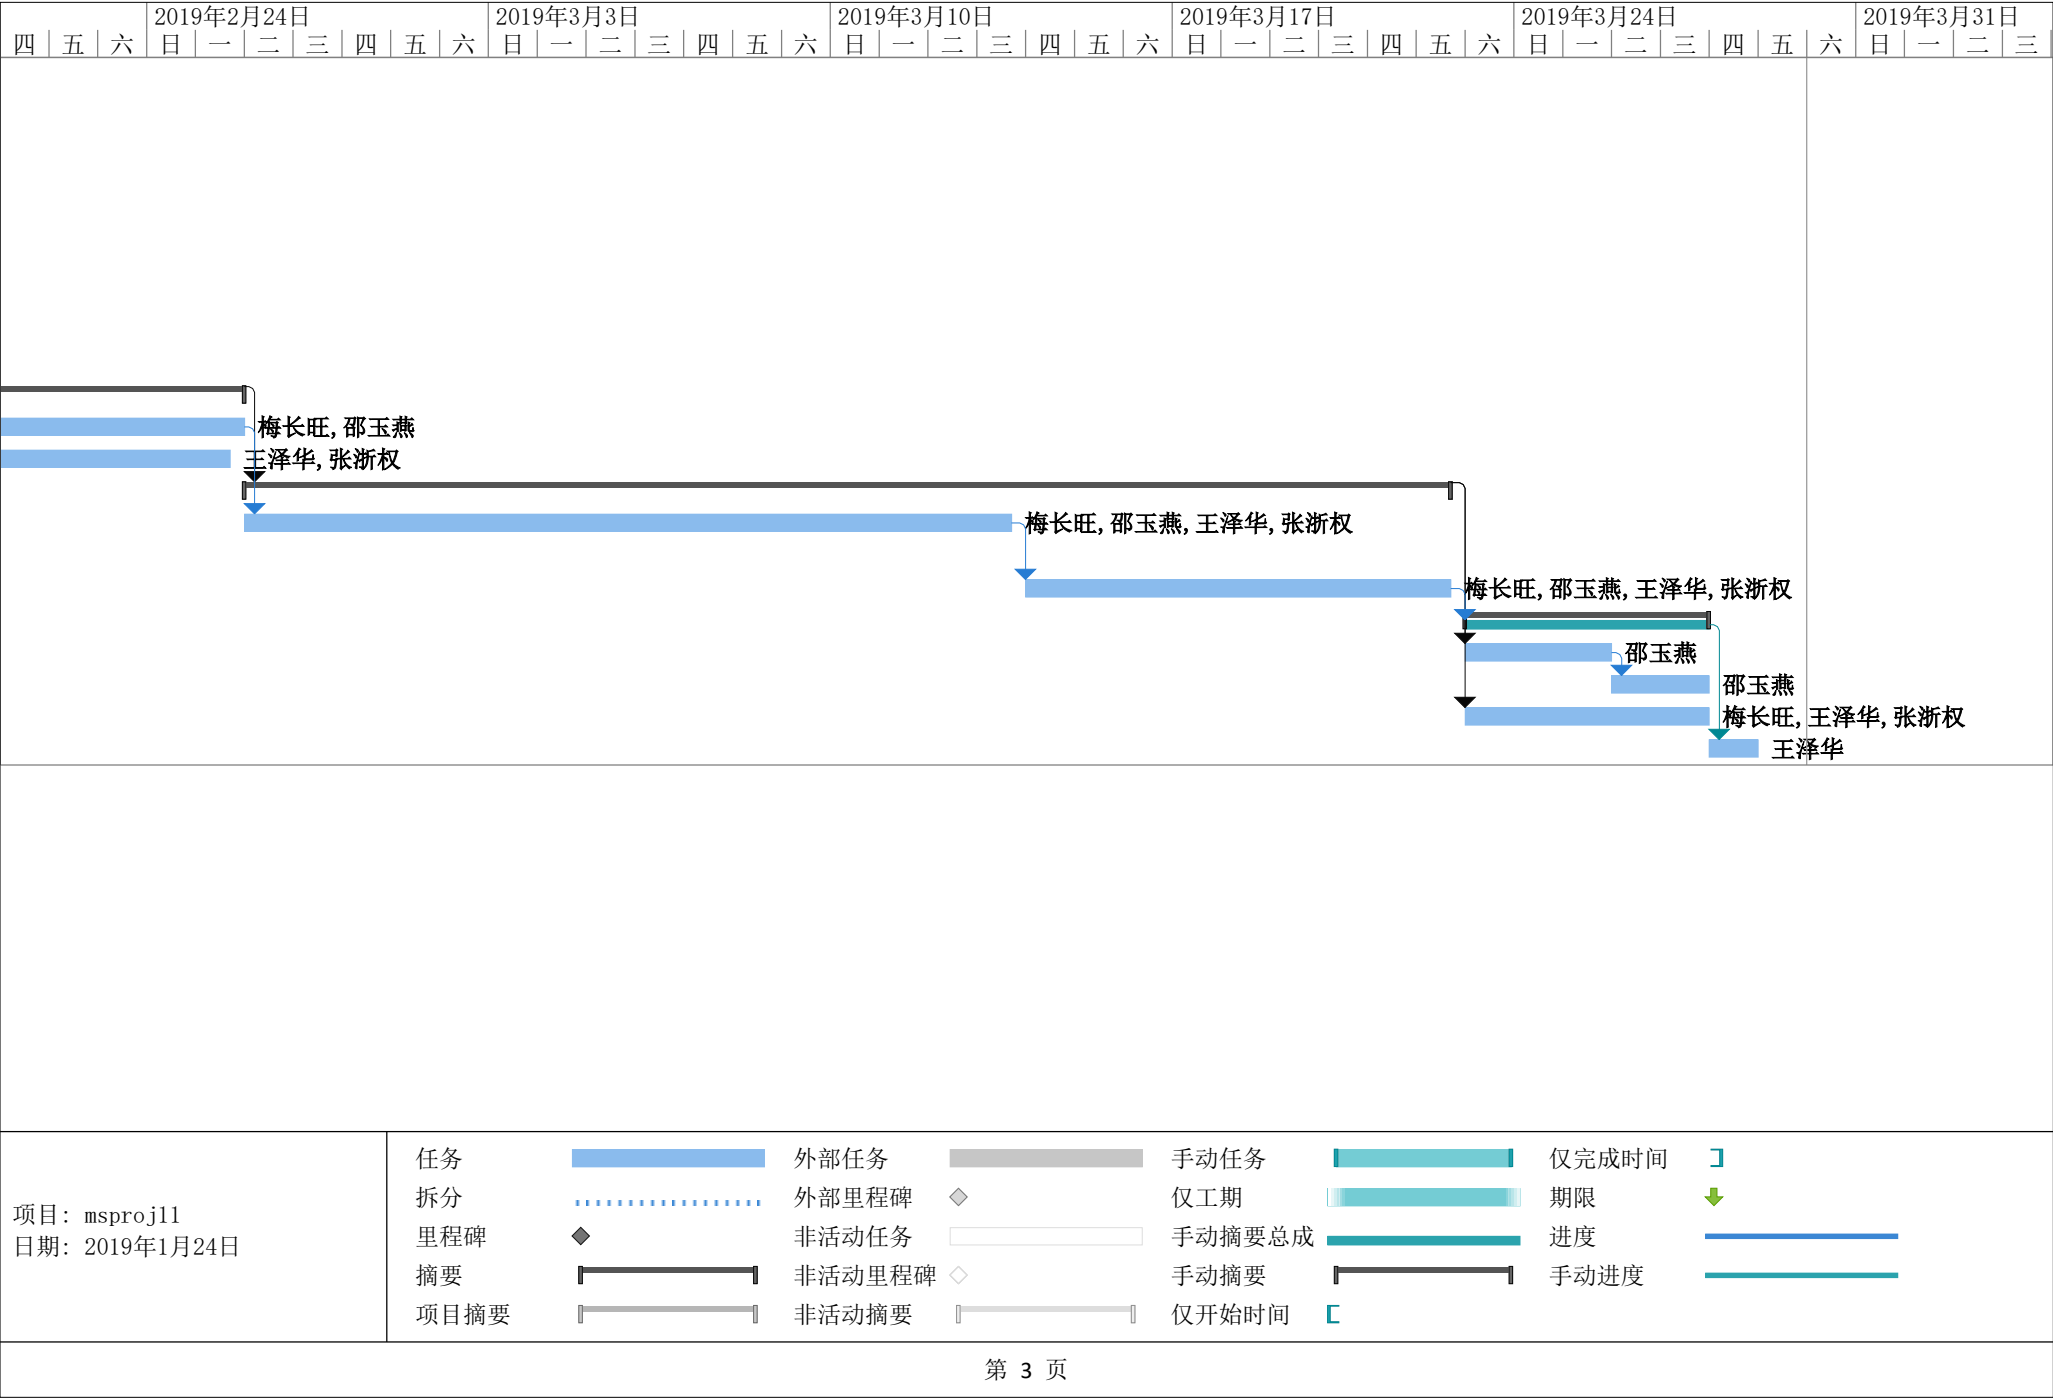 2019年2月24日 2019年3月3日 2019年3月10日 2019年3月17日 2019年3月24日 2019年3月31日
四 五 六 日 一 二 三 四 五 六 日 一 二 三 四 五 六 日 一 二 三 四 五 六 日 一 二 三 四 五 六 日 一 二 三 四 五 六 日 一 二 三
梅长旺,邵玉燕
王泽华,张浙权
梅长旺,邵玉燕,王泽华,张浙权
梅长旺,邵玉燕,王泽华,张浙权
邵玉燕
邵玉燕
梅长旺,王泽华,张浙权
王泽华
项目: msproj11
日期: 2019年1月24日
任务 外部任务 手动任务 仅完成时间
拆分 外部里程碑 仅工期 期限
里程碑 非活动任务 手动摘要总成 进度
摘要 非活动里程碑 手动摘要 手动进度
项目摘要 非活动摘要 仅开始时间
第 3 页